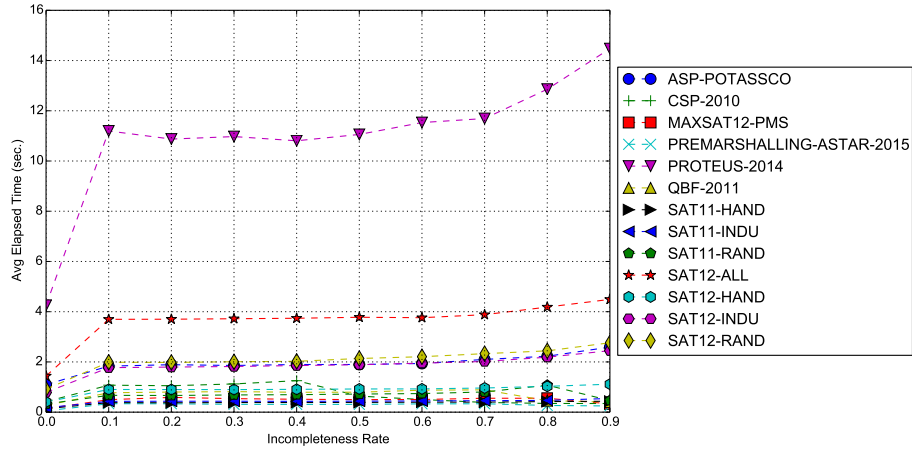 16
14
12
10
8
6
4
2
0
Avg Elapsed Time (sec.)
0.0 0.1 0.2 0.3 0.4 0.5 0.6 0.7 0.8 0.9
Incompleteness Rate
ASP-POTASSCO
CSP-2010
MAXSAT12-PMS
PREMARSHALLING-ASTAR-2015
PROTEUS-2014
QBF-2011
SAT11-HAND
SAT11-INDU
SAT11-RAND
SAT12-ALL
SAT12-HAND
SAT12-INDU
SAT12-RAND